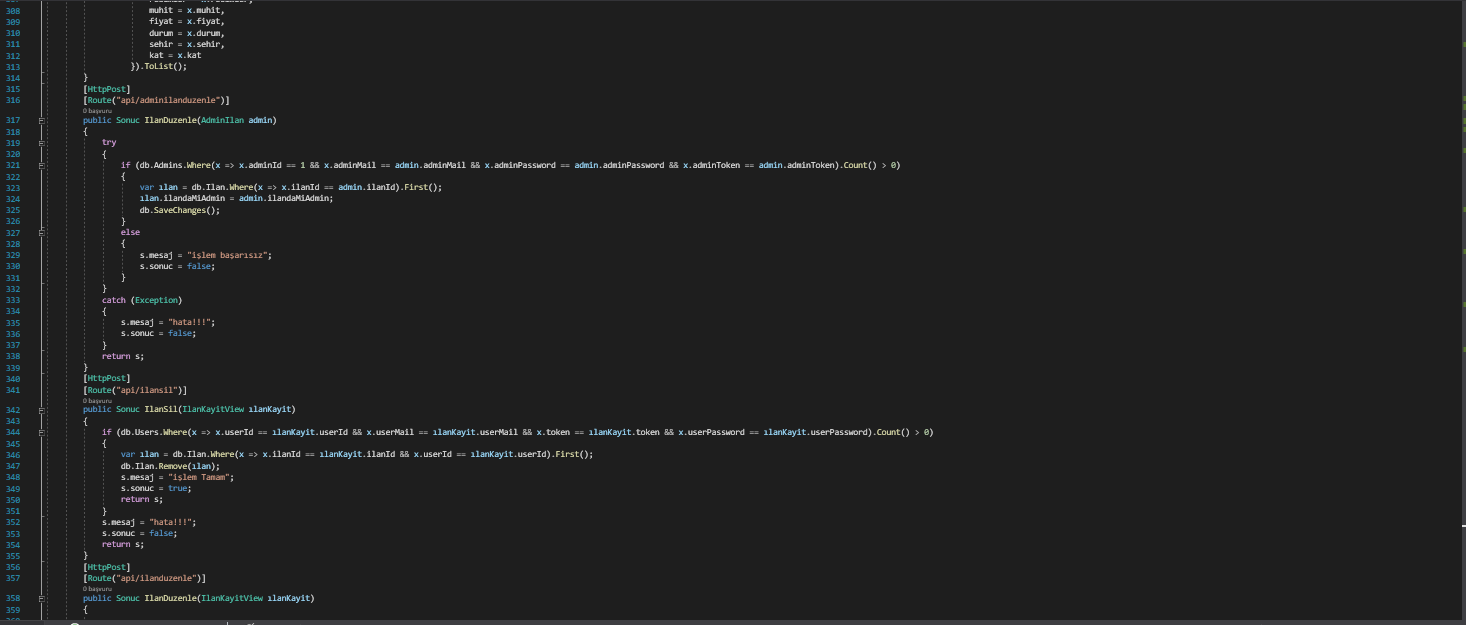 308 muhit = x.muhit,
309 fiyat = x.fiyat,
310 durum = x.durum,
311 sehir = x.sehir,
312 kat = x.kat
313 }).ToList();
314 }
315 [HttpPost]
316 [Route("api/adminilanduzenle")]
0 başvuru
317 public Sonuc IlanDuzenle(AdminIlan admin)
318 {
319 try
320 {
321 if (db.Admins.Where(x => x.adminId == 1 && x.adminMail == admin.adminMail && x.adminPassword == admin.adminPassword && x.adminToken == admin.adminToken).Count() > 0)
322 {
323 var ılan = db.Ilan.Where(x => x.ilanId == admin.ilanId).First();
324 ılan.ilandaMiAdmin = admin.ilandaMiAdmin;
325 db.SaveChanges();
326 }
327 else
328 {
329 s.mesaj = "işlem başarısız";
330 s.sonuc = false;
331 }
332 }
333 catch (Exception)
334 {
335 s.mesaj = "hata!!!";
336 s.sonuc = false;
337 }
338 return s;
339 }
340 [HttpPost]
341 [Route("api/ilansil")]
0 başvuru
342 public Sonuc IlanSil(IlanKayitView ılanKayit)
343 {
344 if (db.Users.Where(x => x.userId == ılanKayit.userId && x.userMail == ılanKayit.userMail && x.token == ılanKayit.token && x.userPassword == ılanKayit.userPassword).Count() > 0)
345 {
346 var ılan = db.Ilan.Where(x => x.ilanId == ılanKayit.ilanId && x.userId == ılanKayit.userId).First();
347 db.Ilan.Remove(ılan);
348 s.mesaj = "işlem Tamam";
349 s.sonuc = true;
350 return s;
351 }
352 s.mesaj = "hata!!!";
353 s.sonuc = false;
354 return s;
355 }
356 [HttpPost]
357 [Route("api/ilanduzenle")]
0 başvuru
358 public Sonuc IlanDuzenle(IlanKayitView ılanKayit)
359 {